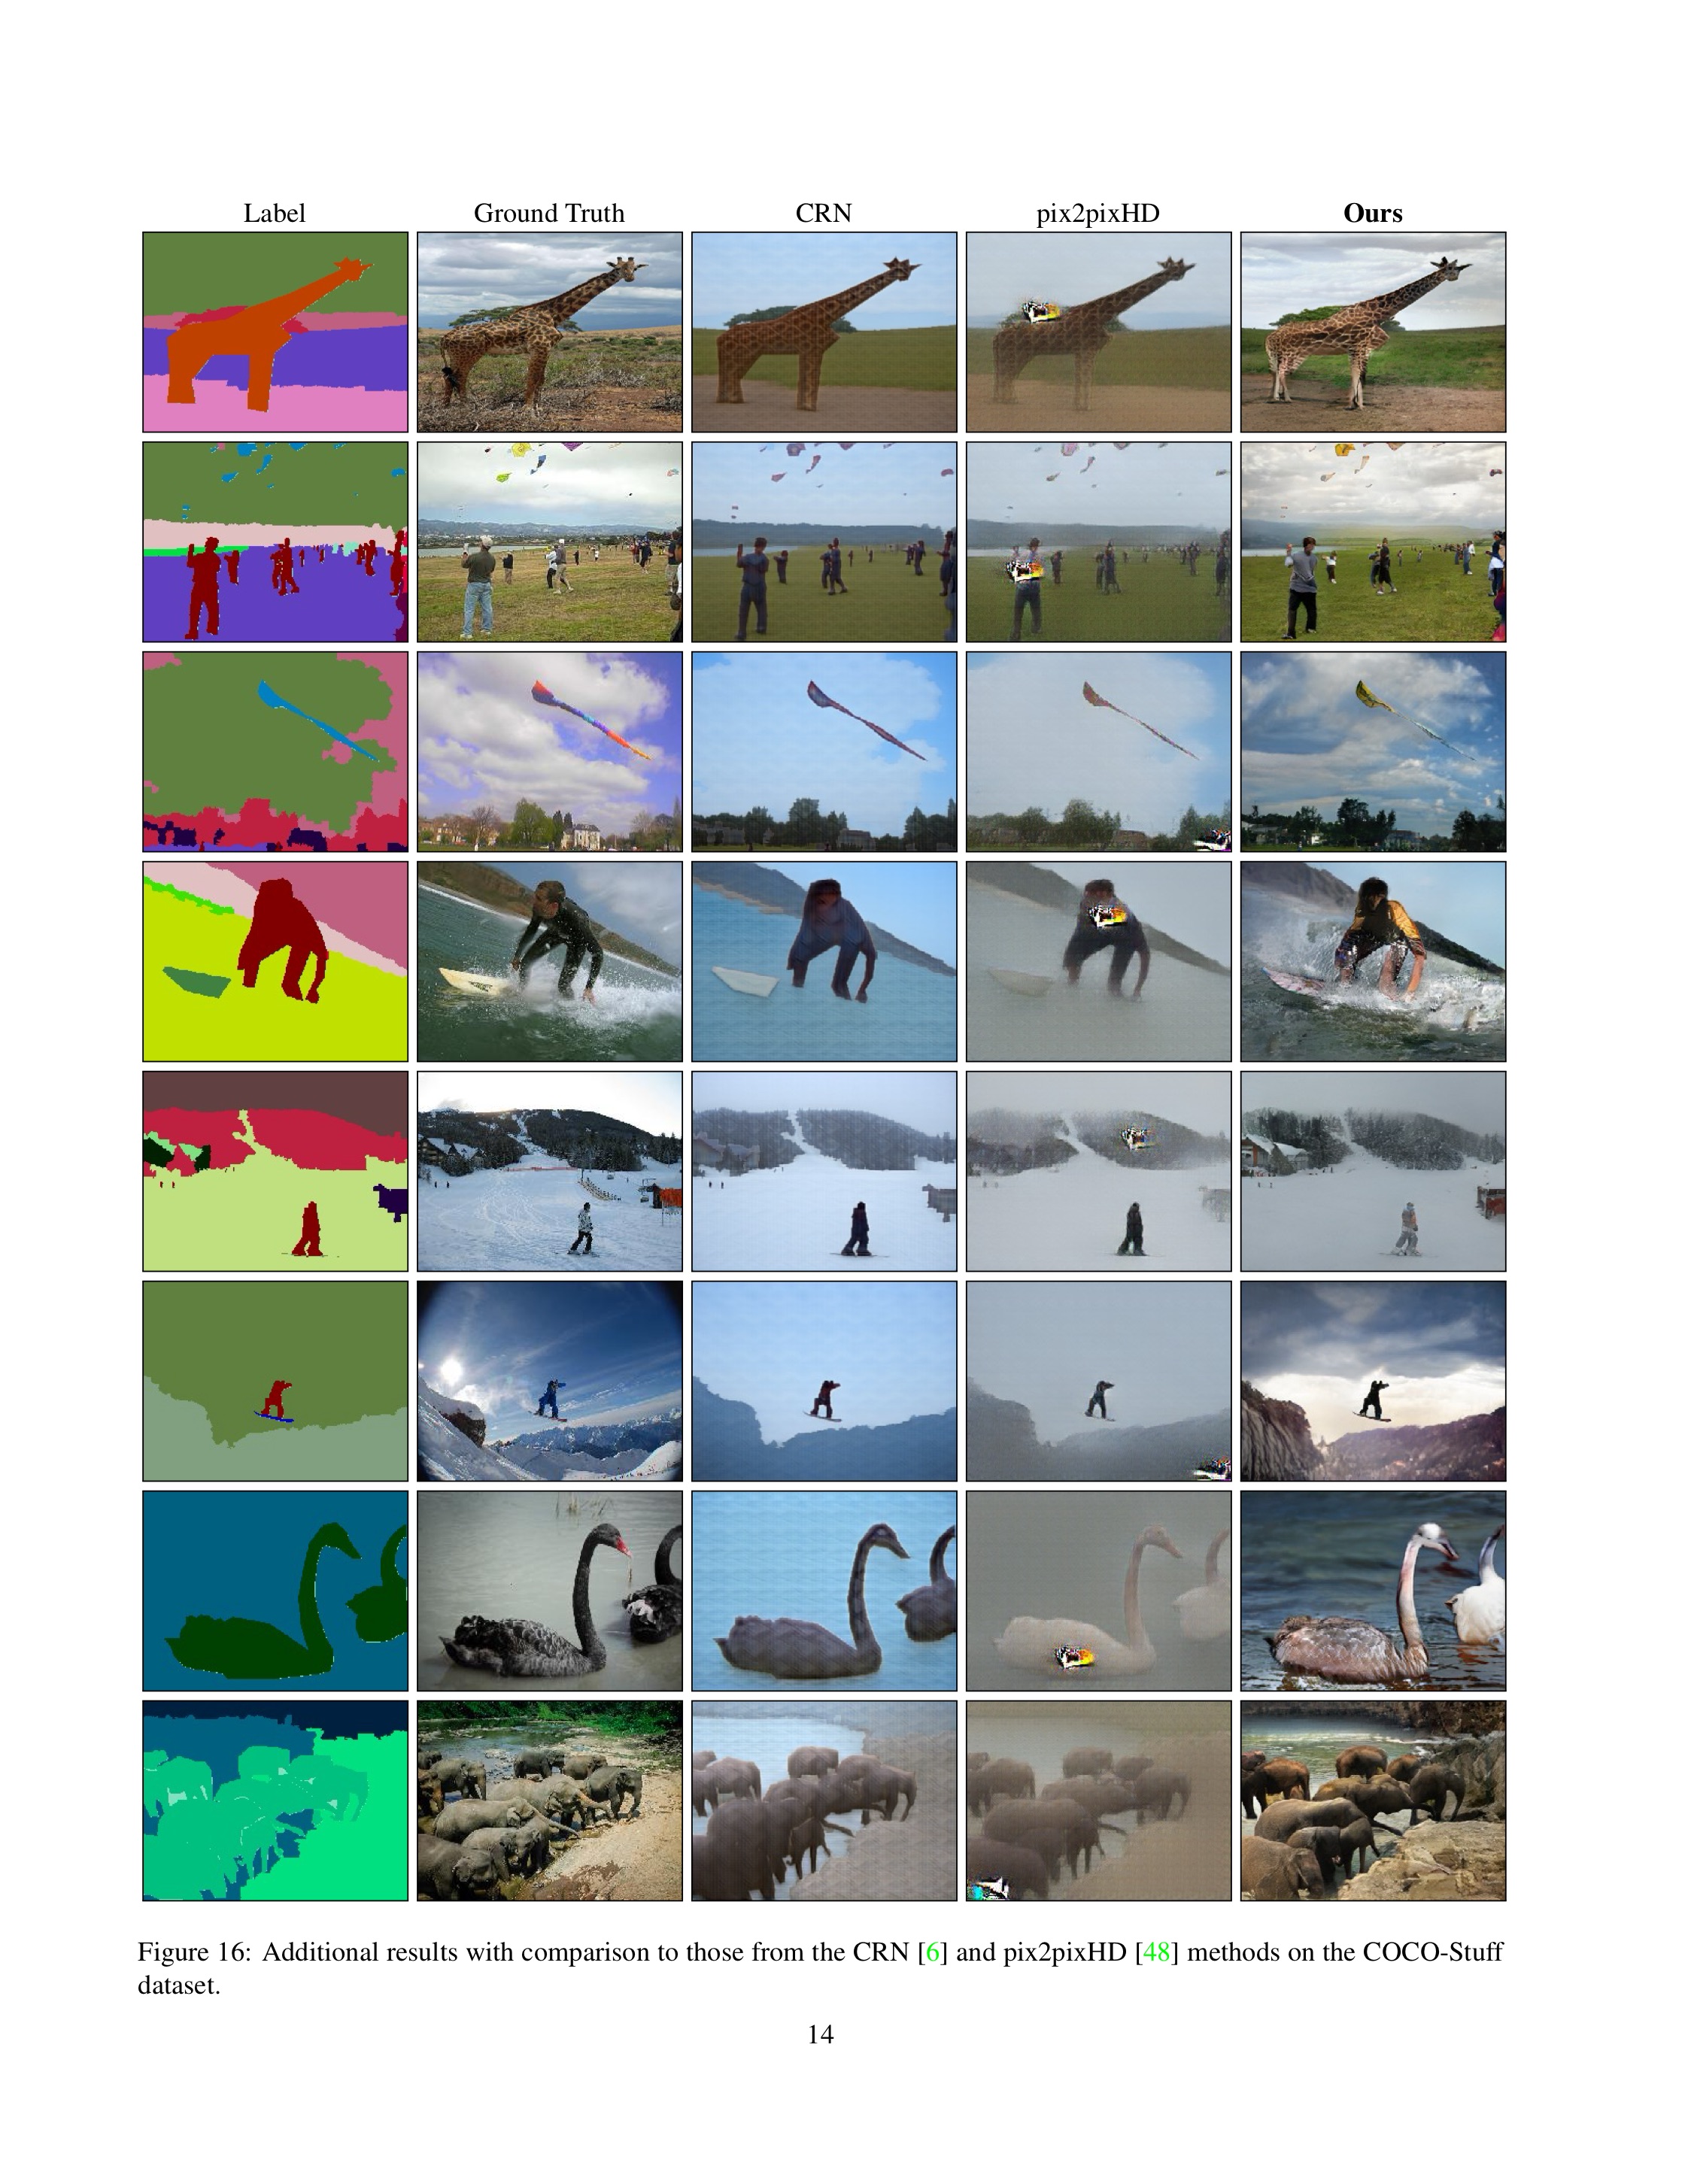 Label Ground Truth CRN pix2pixHD Ours
Figure 16: Additional results with comparison to those from the CRN [6] and pix2pixHD [48] methods on the COCO-Stuff
dataset.
14